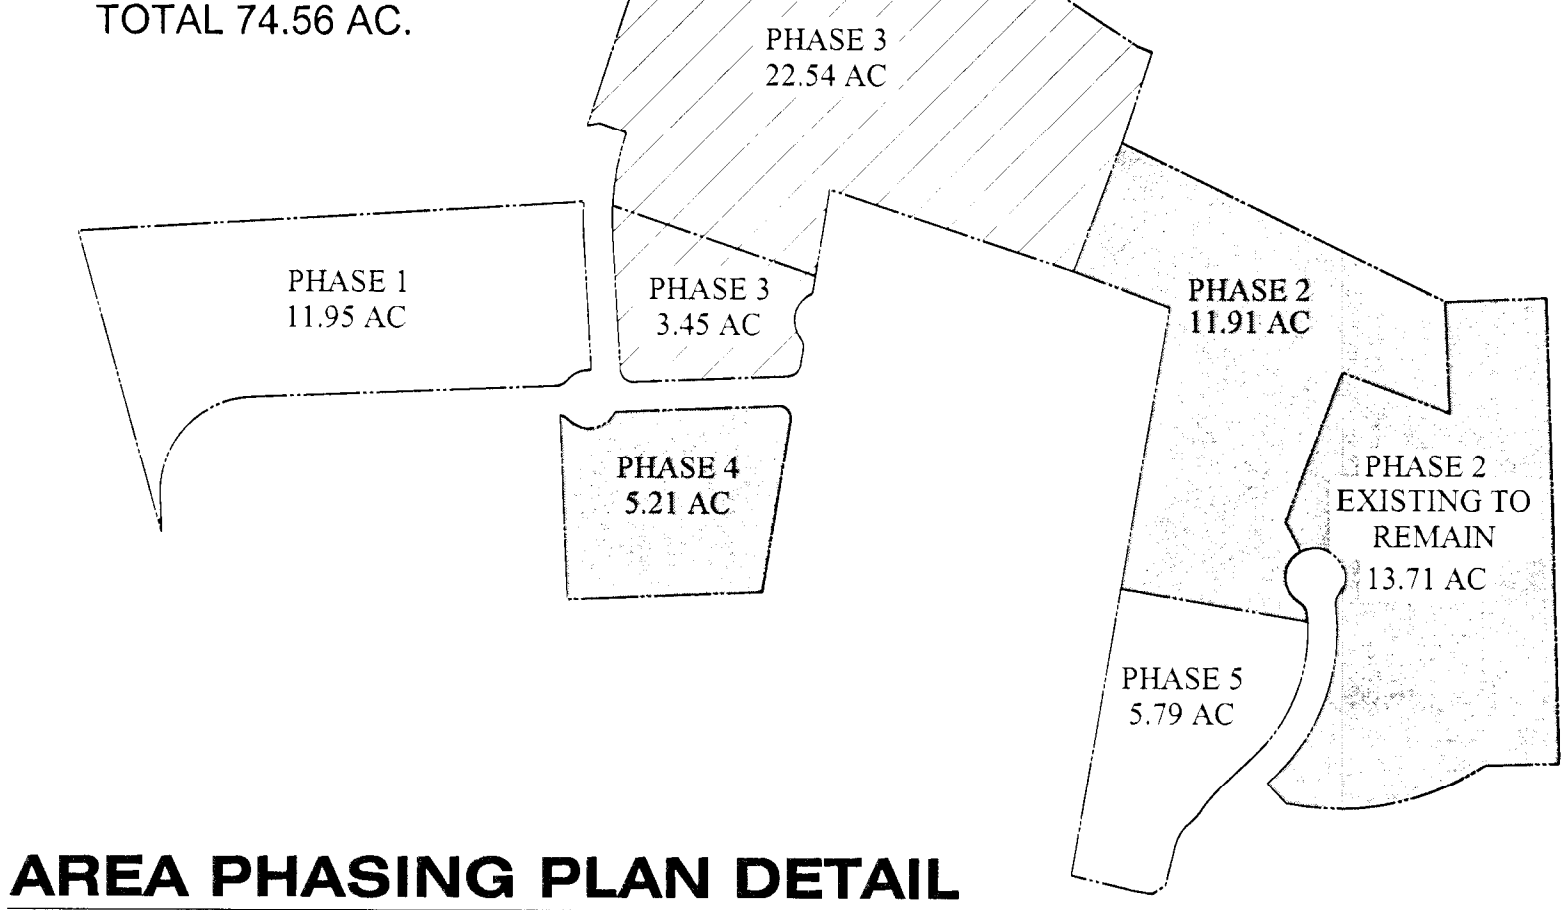 TOTAL 74.56 AC.
PHASE 3
22.54 AC
PHASE 1
11.95 AC
PHASE 3
3.45 AC
PHASE 2
11.91 AC
PHASE 4
5.21 AC
PHASE 2
EXISTING TO
REMAIN
13.71 AC
PHASE 5
5.79 AC
AREA PHASING PLAN DETAIL